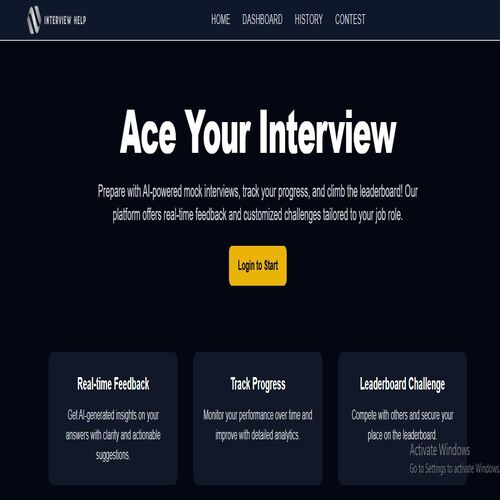 INTERVIEW HELP
HOME DASHBOARD HISTORY CONTEST
Ace Your Interview
Prepare with AI-powered mock interviews, track your progress, and climb the leaderboard! Our
platform offers real-time feedback and customized challenges tailored to your job role.
Login to Start
Real-time Feedback
Get AI-generated insights on your
answers with clarity and actionable
suggestions.
Track Progress
Monitor your performance over time and
improve with detailed analytics.
Leaderboard Challenge
Compete with others and secure your
place on the leaderboard.
Activate Windows
Go to Settings to activate Windows.